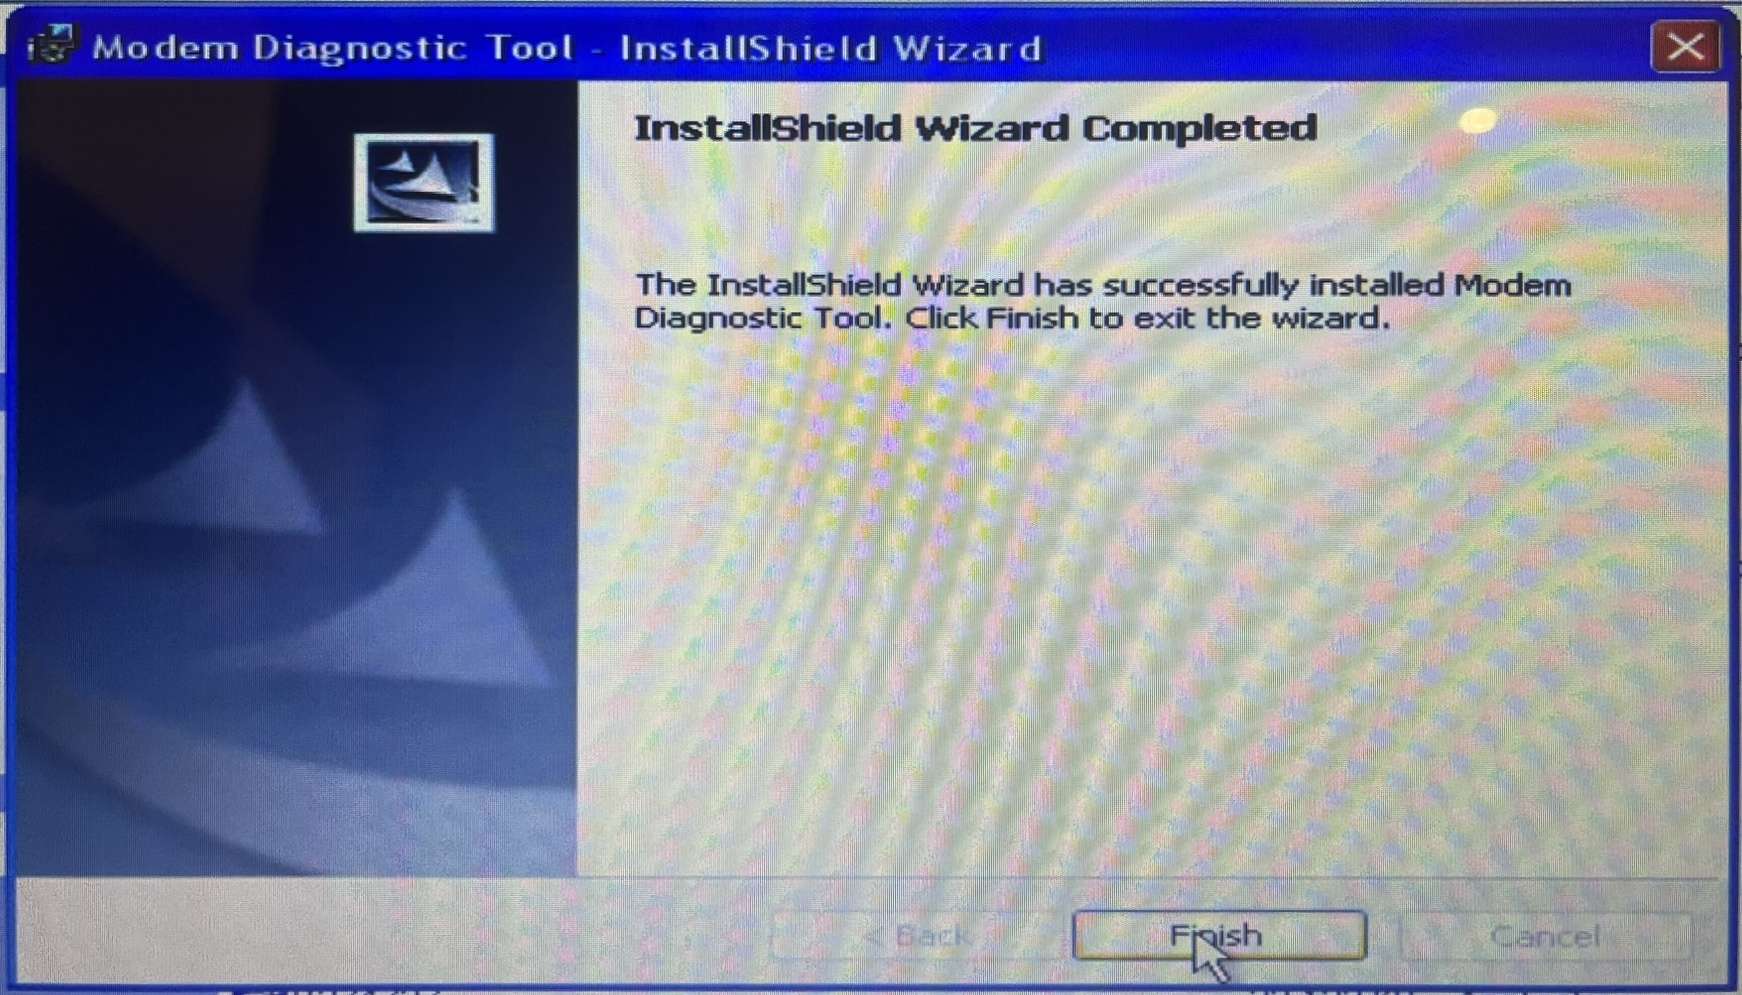 Modem Diagnostic Tool - InstallShield Wizard
InstallShield Wizard Completed
The InstallShield Wizard has successfully installed Modem
Diagnostic Tool. Click Finish to exit the wizard.
< Back
Finish
Cancel